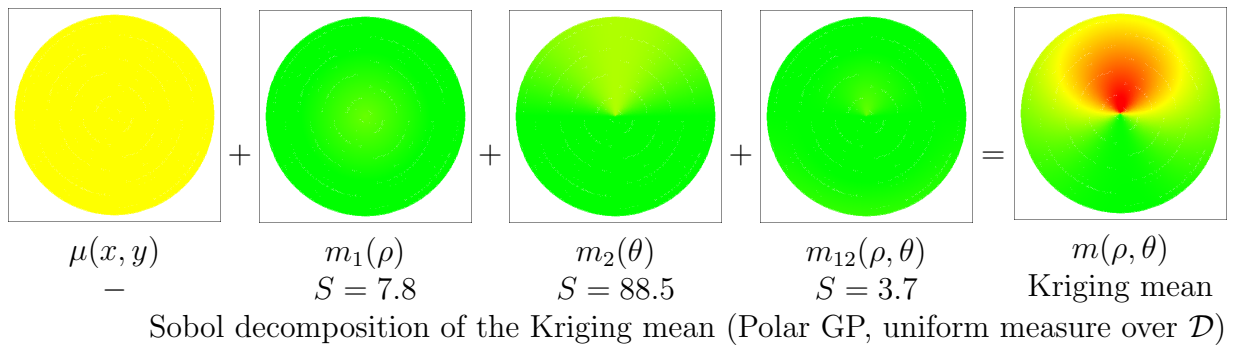 + + + =
μ(x, y) m₁(ρ) m₂(θ) m₁₂(ρ, θ) m(ρ, θ)
− S = 7.8 S = 88.5 S = 3.7 Kriging mean
Sobol decomposition of the Kriging mean (Polar GP, uniform measure over 𝒟)